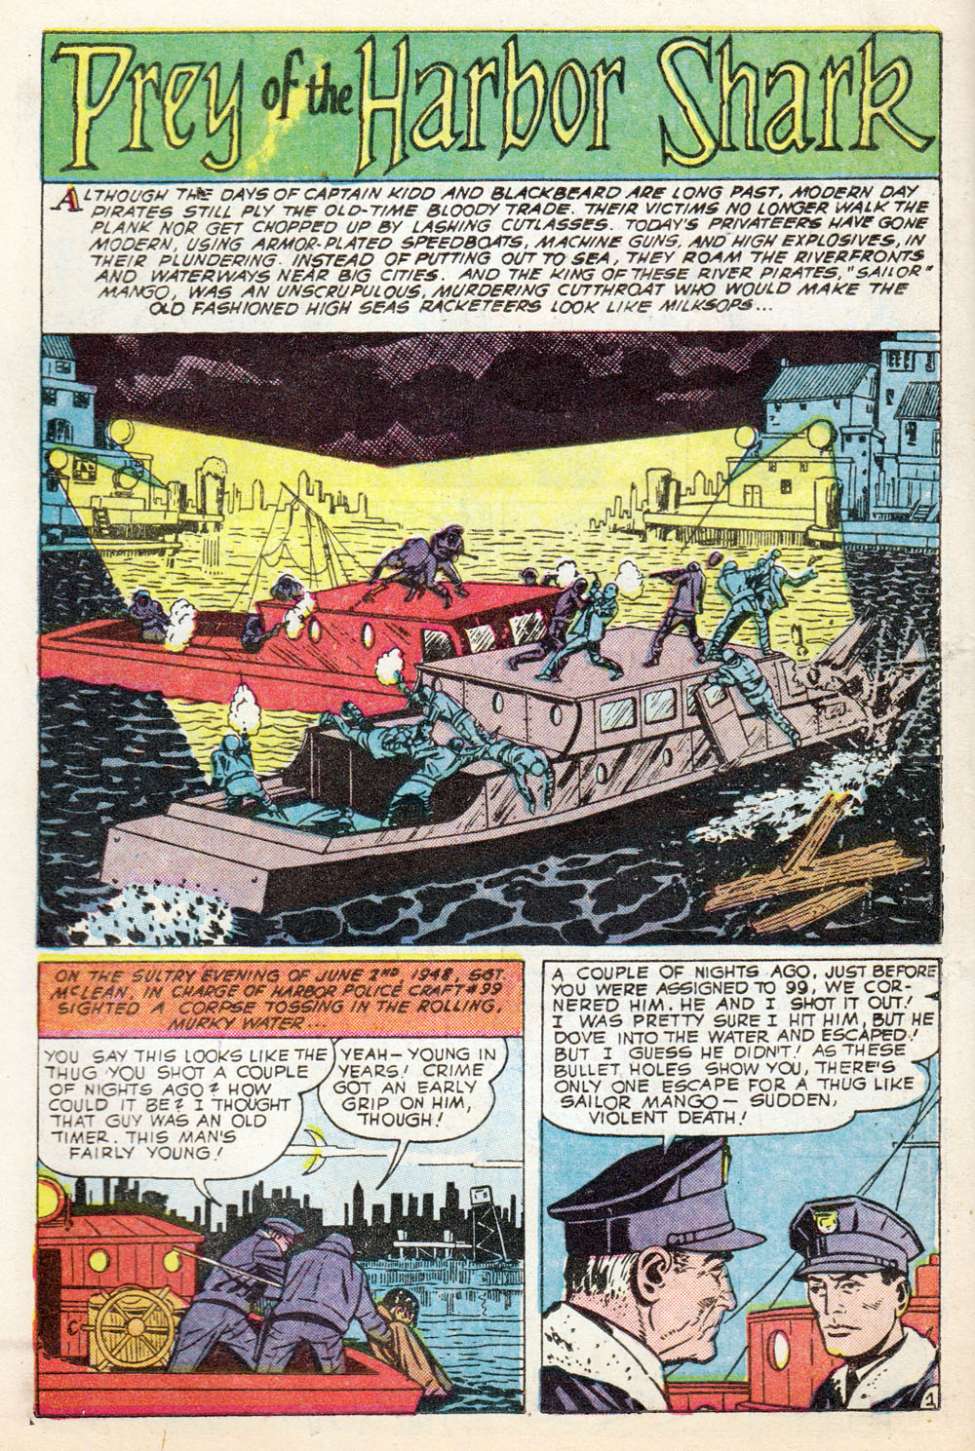 Prey of the Harbor Shark
ALTHOUGH THE DAYS OF CAPTAIN KIDD AND BLACKBEARD ARE LONG PAST, MODERN DAY
PIRATES STILL PLY THE OLD-TIME BLOODY TRADE. THEIR VICTIMS NO LONGER WALK THE
PLANK NOR GET CHOPPED UP BY LASHING CUTLASSES. TODAY'S PRIVATEERS HAVE GONE
MODERN, USING ARMOR-PLATED SPEEDBOATS, MACHINE GUNS, AND HIGH EXPLOSIVES, IN
THEIR PLUNDERING. INSTEAD OF PUTTING OUT TO SEA, THEY ROAM THE RIVERFRONTS
AND WATERWAYS NEAR BIG CITIES. AND THE KING OF THESE RIVER PIRATES, "SAILOR"
MANGO, WAS AN UNSCRUPULOUS, MURDERING CUTTHROAT WHO WOULD MAKE THE
OLD FASHIONED HIGH SEAS RACKETEERS LOOK LIKE MILKSOPS...
ON THE SULTRY EVENING OF JUNE 2ND 1948, SGT.
McLEAN, IN CHARGE OF HARBOR POLICE CRAFT #99
SIGHTED A CORPSE TOSSING IN THE ROLLING,
MURKY WATER...
YOU SAY THIS LOOKS LIKE THE
THUG YOU SHOT A COUPLE
OF NIGHTS AGO? HOW
COULD IT BE? I THOUGHT
THAT GUY WAS AN OLD
TIMER. THIS MAN'S
FAIRLY YOUNG!
YEAH-YOUNG IN
YEARS! CRIME
GOT AN EARLY
GRIP ON HIM,
THOUGH!
A COUPLE OF NIGHTS AGO, JUST BEFORE
YOU WERE ASSIGNED TO 99, WE COR-
NERED HIM. HE AND I SHOT IT OUT!
I WAS PRETTY SURE I HIT HIM, BUT HE
DOVE INTO THE WATER AND ESCAPED!
BUT I GUESS HE DIDN'T! AS THESE
BULLET HOLES SHOW YOU, THERE'S
ONLY ONE ESCAPE FOR A THUG LIKE
SAILOR MANGO- SUDDEN,
VIOLENT DEATH!
1